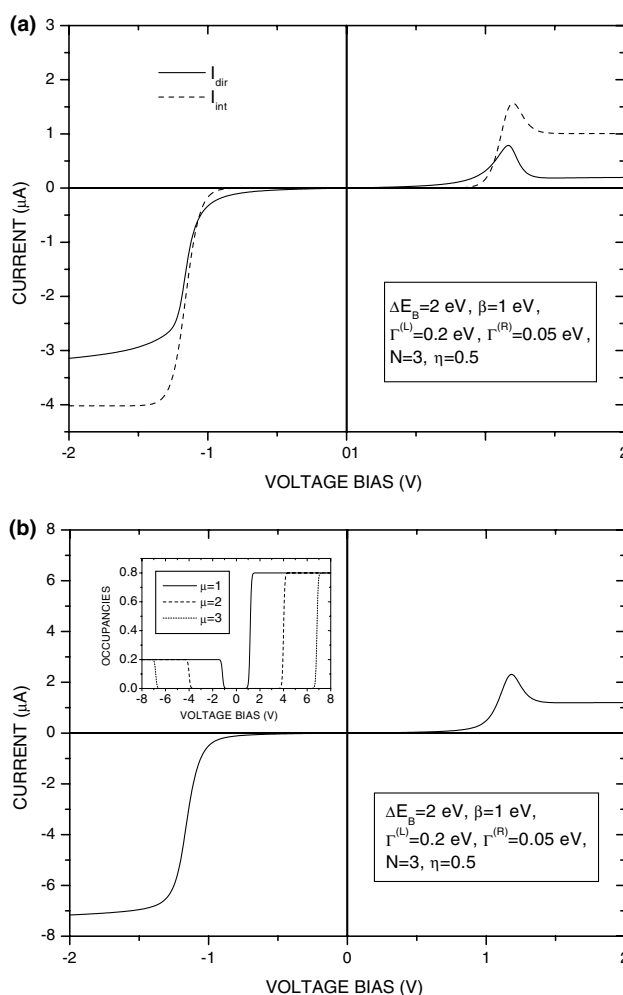 (a)
3
2
1
0
-1
-2
-3
-4
CURRENT (μA)
I_dir
I_int
ΔE_B=2 eV, β=1 eV,
Γ^(L)=0.2 eV, Γ^(R)=0.05 eV,
N=3, η=0.5
-2 -1 01 2
VOLTAGE BIAS (V)
(b)
8
6
4
2
0
-2
-4
-6
-8
CURRENT (μA)
0.8
0.6
0.4
0.2
0.0
OCCUPANCIES
μ=1
μ=2
μ=3
-8 -6 -4 -2 0 2 4 6 8
VOLTAGE BIAS (V)
ΔE_B=2 eV, β=1 eV,
Γ^(L)=0.2 eV, Γ^(R)=0.05 eV,
N=3, η=0.5
-2 -1 0 1 2
VOLTAGE BIAS (V)